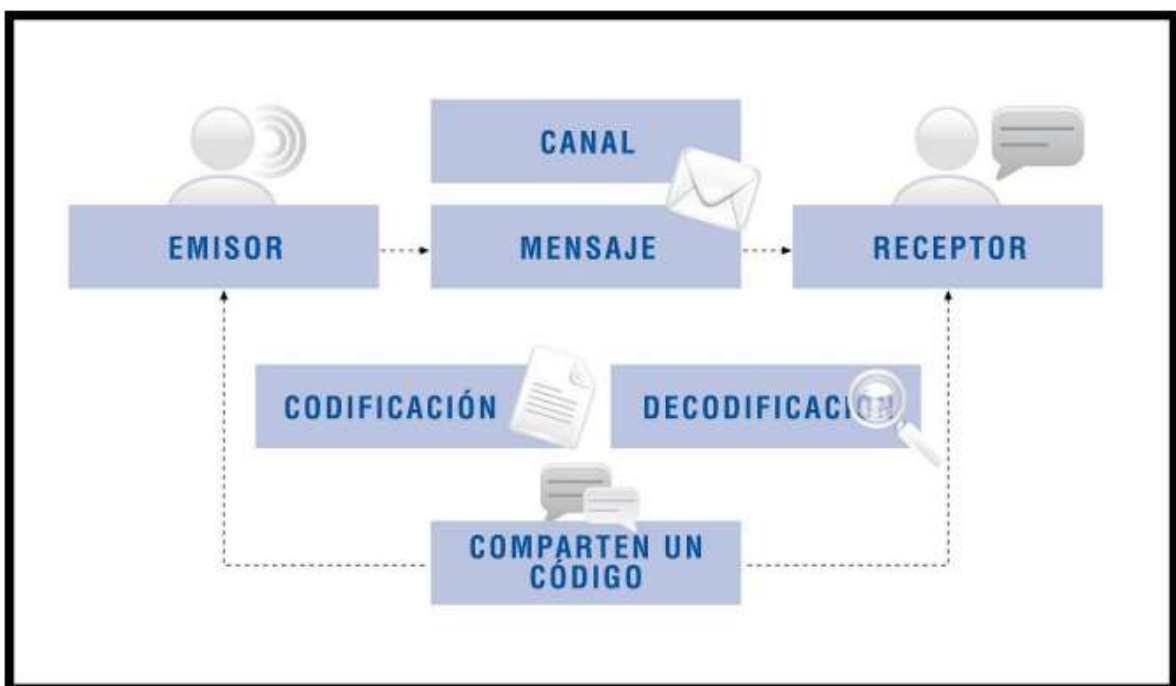 CANAL
EMISOR
MENSAJE
RECEPTOR
CODIFICACIÓN
DECODIFICACIÓN
COMPARTEN UN
CÓDIGO